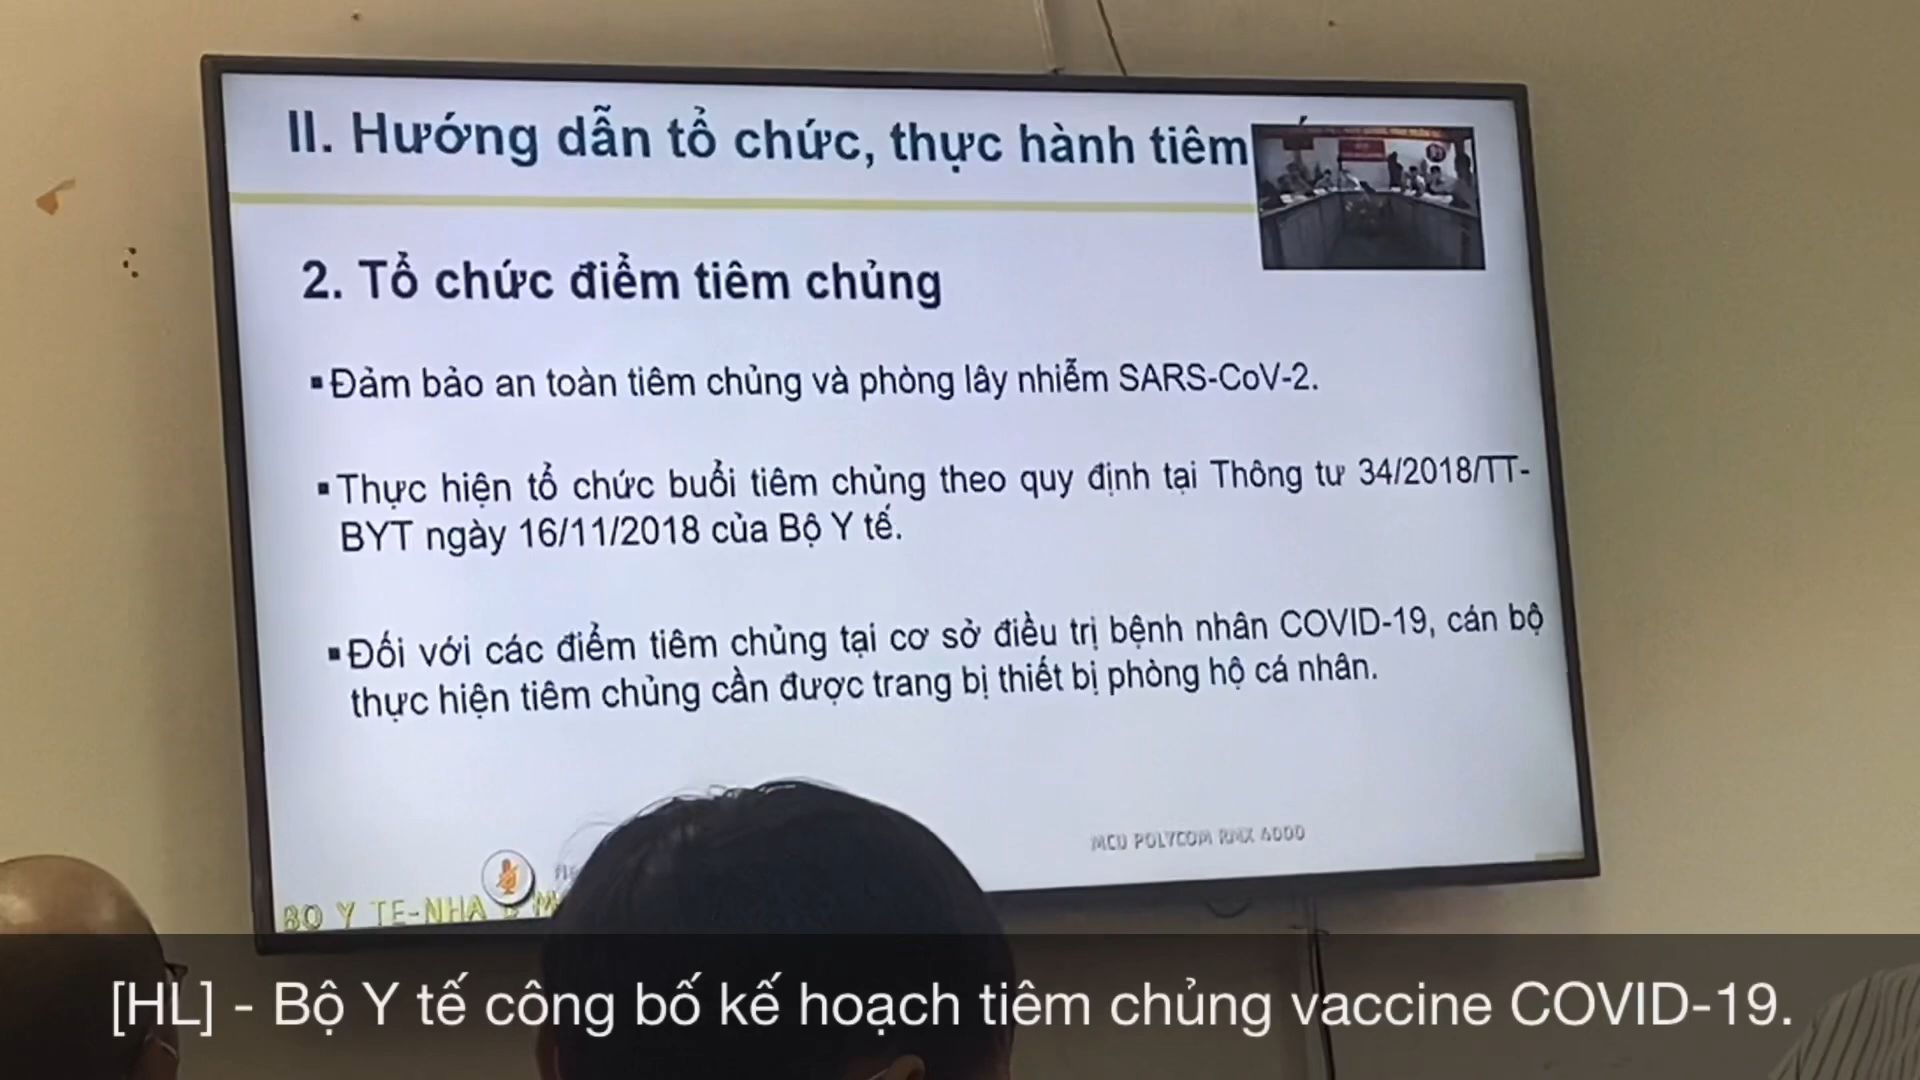 II. Hướng dẫn tổ chức, thực hành tiêm
2. Tổ chức điểm tiêm chủng
▪Đảm bảo an toàn tiêm chủng và phòng lây nhiễm SARS-CoV-2.
▪Thực hiện tổ chức buổi tiêm chủng theo quy định tại Thông tư 34/2018/TT-
BYT ngày 16/11/2018 của Bộ Y tế.
▪Đối với các điểm tiêm chủng tại cơ sở điều trị bệnh nhân COVID-19, cán bộ
thực hiện tiêm chủng cần được trang bị thiết bị phòng hộ cá nhân.
MCU POLYCOM RMX 4000
BO Y TE-NHA
[HL] - Bộ Y tế công bố kế hoạch tiêm chủng vaccine COVID-19.